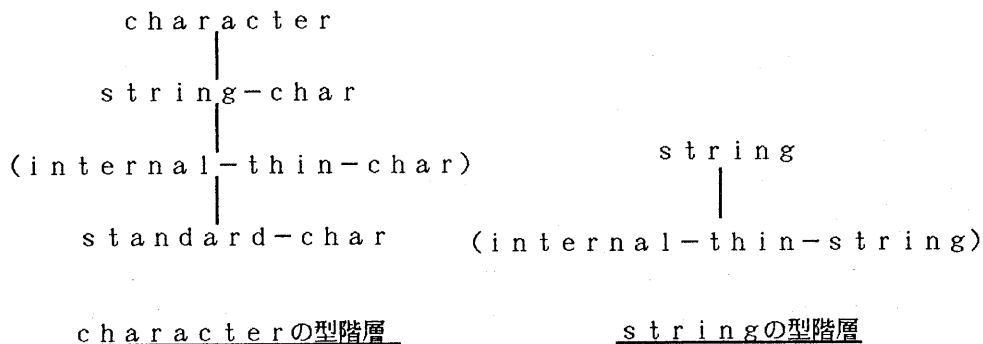 character
string-char
(internal-thin-char)
standard-char
characterの型階層
string
(internal-thin-string)
stringの型階層